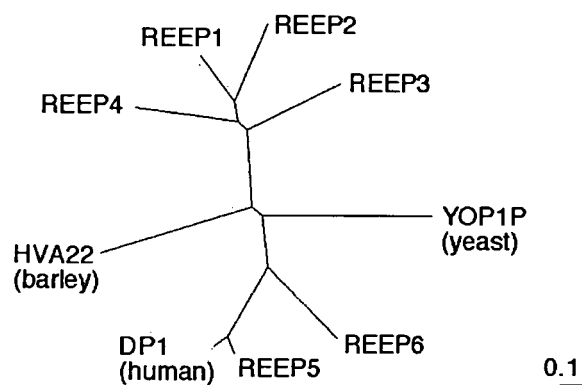 REEP1
REEP2
REEP4
REEP3
HVA22
(barley)
YOP1P
(yeast)
DP1
(human)
REEP5
REEP6
0.1